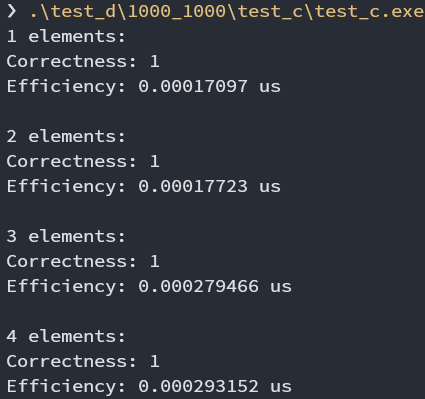 ❯ .\test_d\1000_1000\test_c\test_c.exe
1 elements:
Correctness: 1
Efficiency: 0.00017097 us
2 elements:
Correctness: 1
Efficiency: 0.00017723 us
3 elements:
Correctness: 1
Efficiency: 0.000279466 us
4 elements:
Correctness: 1
Efficiency: 0.000293152 us